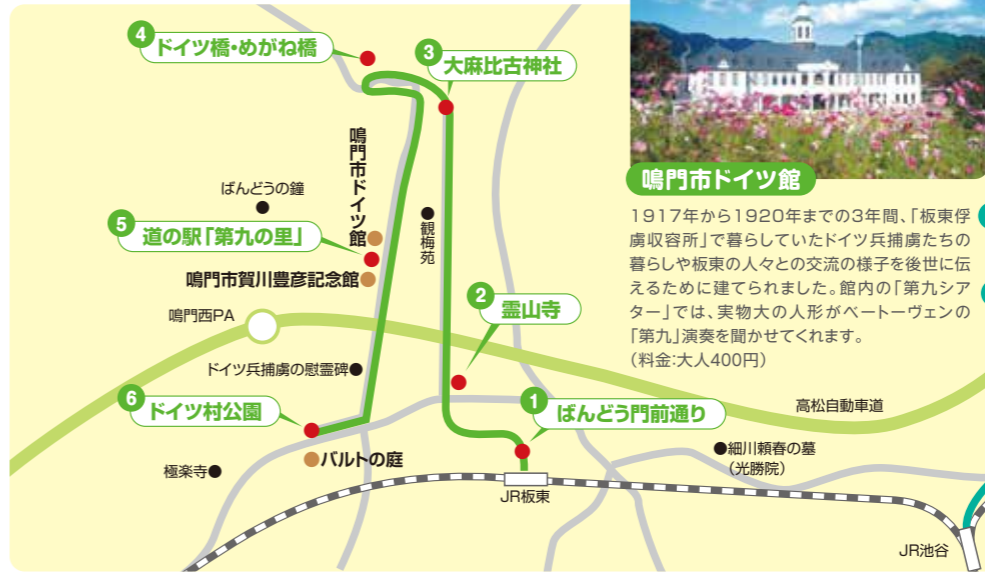 4 ドイツ橋・めがね橋
3 大麻比古神社
鳴門市ドイツ館
ばんどうの鐘
観梅苑
5 道の駅「第九の里」
鳴門市賀川豊彦記念館
2 霊山寺
鳴門西PA
ドイツ兵捕虜の慰霊碑
6 ドイツ村公園
1 ばんどう門前通り
高松自動車道
バルトの庭
極楽寺
細川頼春の墓
(光勝院)
JR板東
JR池谷
鳴門市ドイツ館
1917年から1920年までの3年間、「板東俘
虜収容所」で暮らしていたドイツ兵捕虜たちの
暮らしや板東の人々との交流の様子を後世に伝
えるために建てられました。館内の「第九シア
ター」では、実物大の人形がベートーヴェンの
「第九」演奏を聞かせてくれます。
(料金:大人400円)